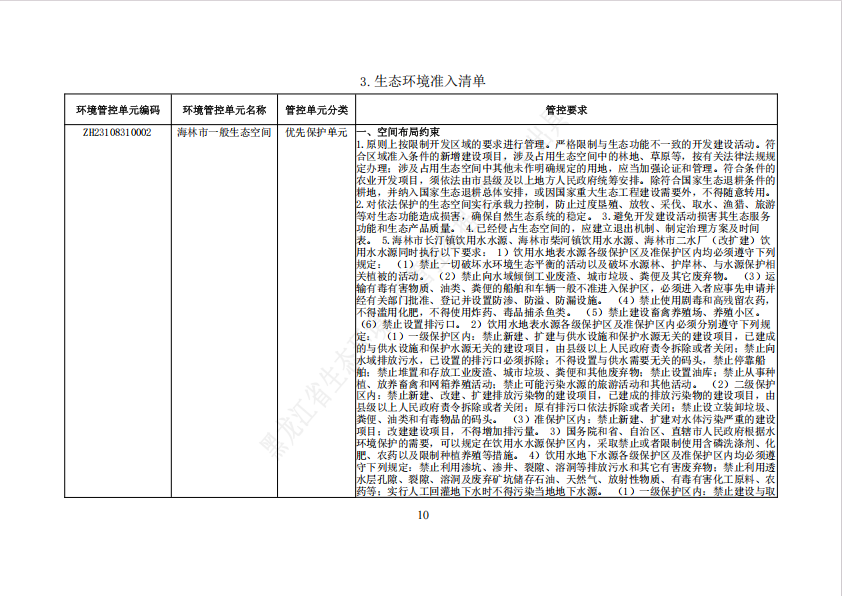 3.生态环境准入清单
环境管控单元编码 环境管控单元名称 管控单元分类 管控要求
ZH23108310002 海林市一般生态空间 优先保护单元 一、空间布局约束
1.原则上按限制开发区域的要求进行管理。严格限制与生态功能不一致的开发建设活动。符
合区域准入条件的新增建设项目，涉及占用生态空间中的林地、草原等，按有关法律法规规
定办理；涉及占用生态空间中其他未作明确规定的用地，应当加强论证和管理。符合条件的
农业开发项目，须依法由市县级及以上地方人民政府统筹安排。除符合国家生态退耕条件的
耕地，并纳入国家生态退耕总体安排，或因国家重大生态工程建设需要外，不得随意转用。
2.对依法保护的生态空间实行承载力控制，防止过度垦殖、放牧、采伐、取水、渔猎、旅游
等对生态功能造成损害，确保自然生态系统的稳定。 3.避免开发建设活动损害其生态服务
功能和生态产品质量。 4.已经侵占生态空间的，应建立退出机制、制定治理方案及时间
表。 5.海林市长汀镇饮用水水源、海林市柴河镇饮用水水源、海林市二水厂（改扩建）饮
用水水源同时执行以下要求： 1）饮用水地表水源各级保护区及准保护区内均必须遵守下列
规定： （1）禁止一切破坏水环境生态平衡的活动以及破坏水源林、护岸林、与水源保护相
关植被的活动。 （2）禁止向水域倾倒工业废渣、城市垃圾、粪便及其它废弃物。 （3）运
输有毒有害物质、油类、粪便的船舶和车辆一般不准进入保护区，必须进入者应事先申请并
经有关部门批准、登记并设置防渗、防溢、防漏设施。 （4）禁止使用剧毒和高残留农药，
不得滥用化肥，不得使用炸药、毒品捕杀鱼类。 （5）禁止建设畜禽养殖场、养殖小区。
（6）禁止设置排污口。 2）饮用水地表水源各级保护区及准保护区内必须分别遵守下列规
定： （1）一级保护区内：禁止新建、扩建与供水设施和保护水源无关的建设项目，已建成
的与供水设施和保护水源无关的建设项目，由县级以上人民政府责令拆除或者关闭；禁止向
水域排放污水，已设置的排污口必须拆除；不得设置与供水需要无关的码头，禁止停靠船
舶；禁止堆置和存放工业废渣、城市垃圾、粪便和其他废弃物；禁止设置油库；禁止从事种
植、放养畜禽和网箱养殖活动；禁止可能污染水源的旅游活动和其他活动。 （2）二级保护
区内：禁止新建、改建、扩建排放污染物的建设项目，已建成的排放污染物的建设项目，由
县级以上人民政府责令拆除或者关闭；原有排污口依法拆除或者关闭；禁止设立装卸垃圾、
粪便、油类和有毒物品的码头。 （3）准保护区内：禁止新建、扩建对水体污染严重的建设
项目；改建建设项目，不得增加排污量。 3）国务院和省、自治区、直辖市人民政府根据水
环境保护的需要，可以规定在饮用水水源保护区内，采取禁止或者限制使用含磷洗涤剂、化
肥、农药以及限制种植养殖等措施。 4）饮用水地下水源各级保护区及准保护区内均必须遵
守下列规定：禁止利用渗坑、渗井、裂隙、溶洞等排放污水和其它有害废弃物；禁止利用透
水层孔隙、裂隙、溶洞及废弃矿坑储存石油、天然气、放射性物质、有毒有害化工原料、农
药等；实行人工回灌地下水时不得污染当地地下水源。 （1）一级保护区内：禁止建设与取
黑龙江省生态
10